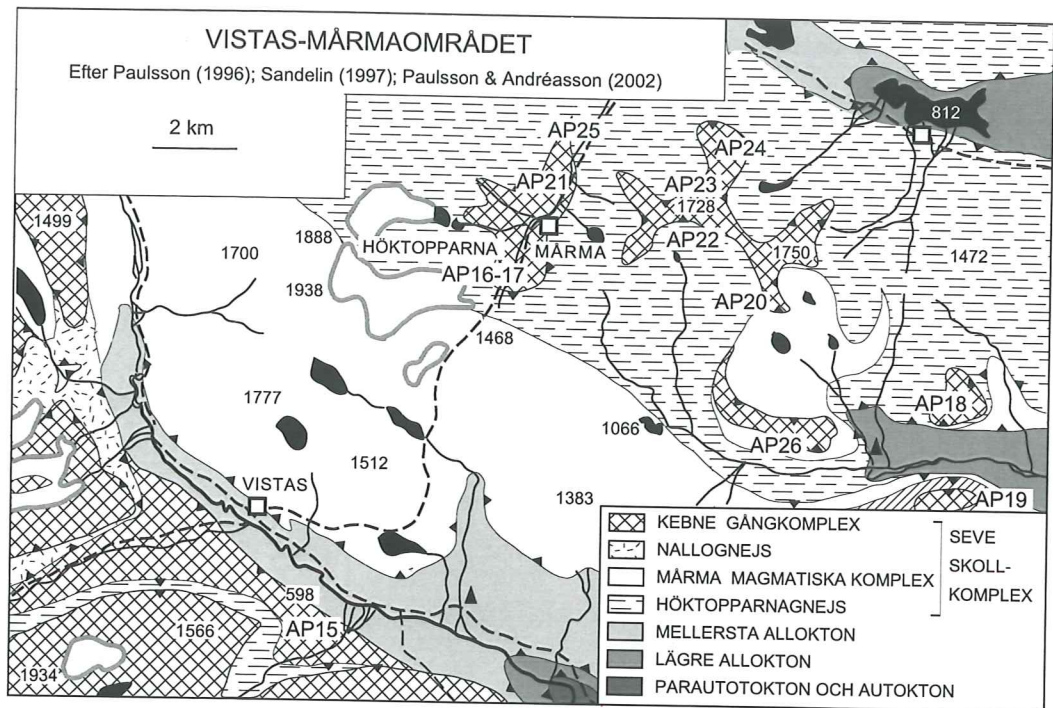 VISTAS-MÅRMAOMRÅDET
Efter Paulsson (1996); Sandelin (1997); Paulsson & Andréasson (2002)
2 km
812
AP25
AP24
AP21
AP23
1728
1499
1700
1888
HÖKTOPPARNA
MÅRMA
AP22
1750
1472
AP16-17
1938
AP20
1468
1777
AP18
1066
AP26
1512
VISTAS
1383
AP19
598
AP15
1566
1934
KEBNE GÅNGKOMPLEX
NALLOGNEJS
MÅRMA MAGMATISKA KOMPLEX
HÖKTOPPARNAGNEJS
SEVE
SKOLL-
KOMPLEX
MELLERSTA ALLOKTON
LÄGRE ALLOKTON
PARAUTOTOKTON OCH AUTOKTON